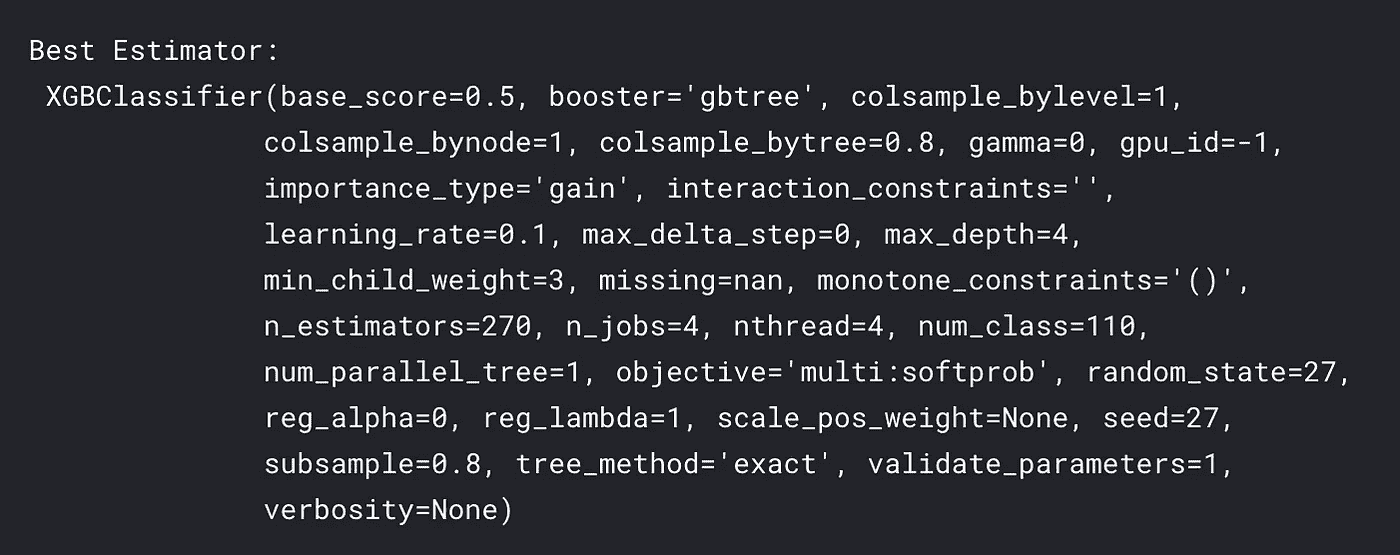 Best Estimator:
XGBClassifier(base_score=0.5, booster='gbtree', colsample_bylevel=1,
colsample_bynode=1, colsample_bytree=0.8, gamma=0, gpu_id=-1,
importance_type='gain', interaction_constraints='',
learning_rate=0.1, max_delta_step=0, max_depth=4,
min_child_weight=3, missing=nan, monotone_constraints='()',
n_estimators=270, n_jobs=4, nthread=4, num_class=110,
num_parallel_tree=1, objective='multi:softprob', random_state=27,
reg_alpha=0, reg_lambda=1, scale_pos_weight=None, seed=27,
subsample=0.8, tree_method='exact', validate_parameters=1,
verbosity=None)